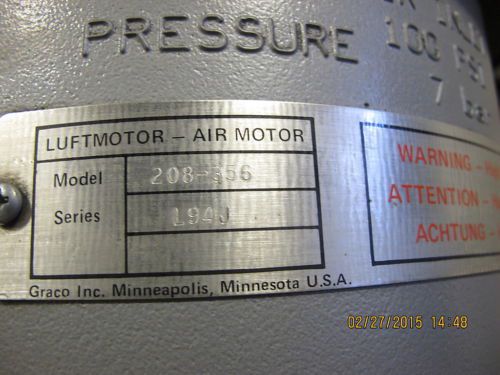 PRESSURE 100 PSI
7 bar
LUFTMOTOR - AIR MOTOR
Model 208-356
Series L94J
Graco Inc. Minneapolis, Minnesota U.S.A.
WARNING -
ATTENTION -
ACHTUNG -
02/27/2015 14:48